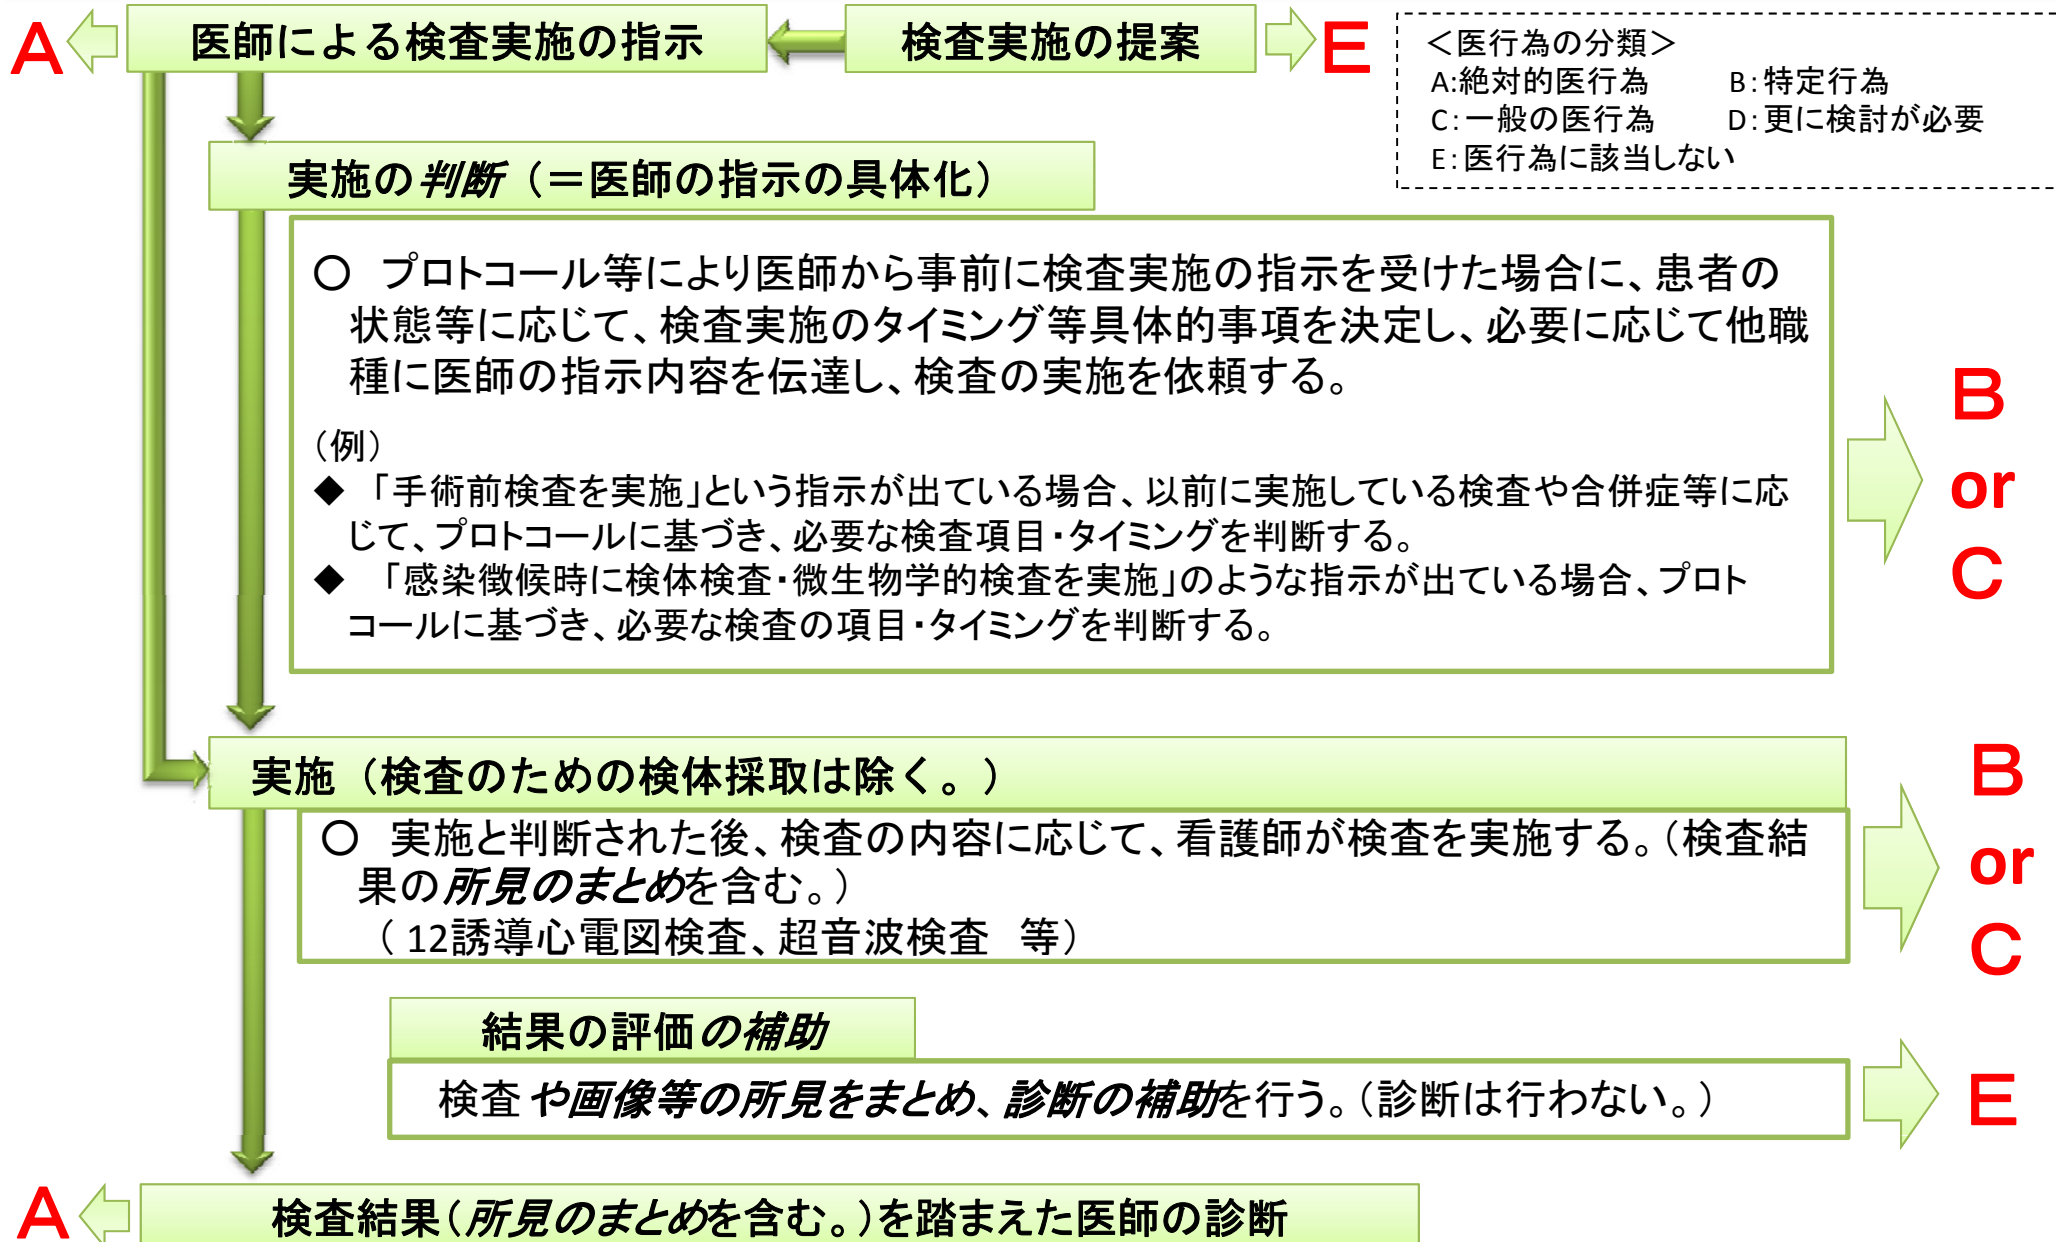 A 医師による検査実施の指示 検査実施の提案 E
＜医行為の分類＞
A:絶対的医行為 B:特定行為
C:一般の医行為 D:更に検討が必要
E:医行為に該当しない
実施の判断（＝医師の指示の具体化）
○ プロトコール等により医師から事前に検査実施の指示を受けた場合に、患者の
状態等に応じて、検査実施のタイミング等具体的事項を決定し、必要に応じて他職
種に医師の指示内容を伝達し、検査の実施を依頼する。
（例）
◆ 「手術前検査を実施」という指示が出ている場合、以前に実施している検査や合併症等に応
じて、プロトコールに基づき、必要な検査項目・タイミングを判断する。
◆ 「感染徴候時に検体検査・微生物学的検査を実施」のような指示が出ている場合、プロト
コールに基づき、必要な検査の項目・タイミングを判断する。
B
or
C
実施（検査のための検体採取は除く。）
○ 実施と判断された後、検査の内容に応じて、看護師が検査を実施する。（検査結
果の所見のまとめを含む。）
（12誘導心電図検査、超音波検査 等）
B
or
C
結果の評価の補助
検査や画像等の所見をまとめ、診断の補助を行う。（診断は行わない。）
E
A 検査結果（所見のまとめを含む。）を踏まえた医師の診断